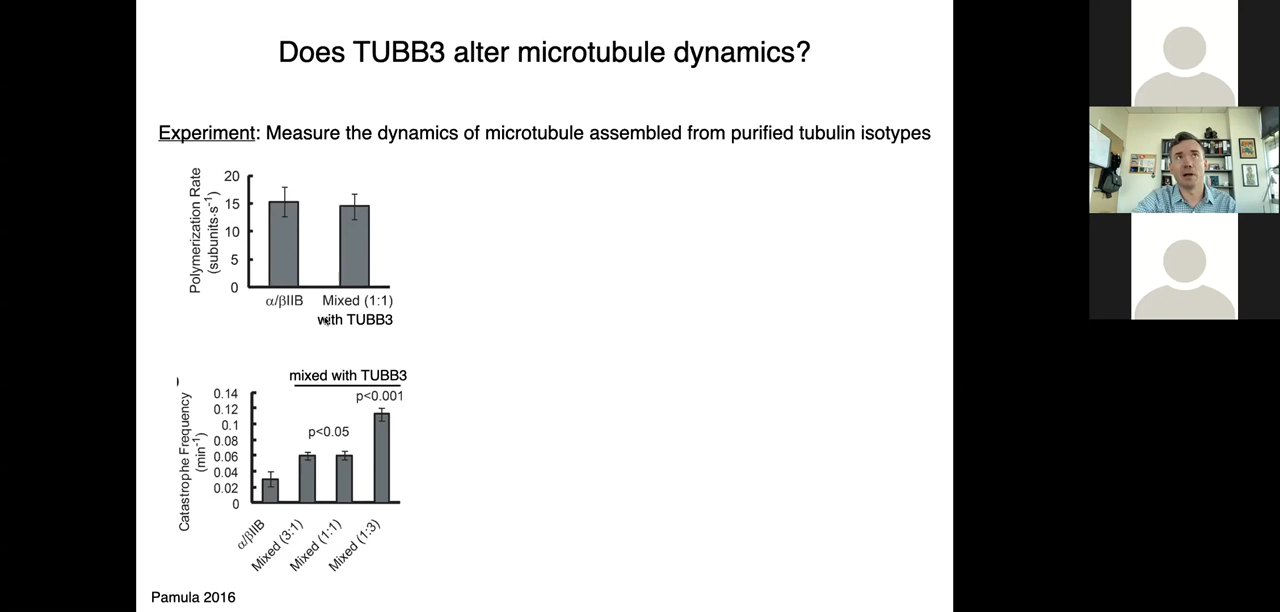 Does TUBB3 alter microtubule dynamics?
Experiment: Measure the dynamics of microtubule assembled from purified tubulin isotypes
Polymerization Rate
(subunits·s⁻¹)
20
15
10
5
0
α/βIIB
Mixed (1:1)
with TUBB3
mixed with TUBB3
p<0.001
p<0.05
Catastrophe Frequency
(min⁻¹)
0.14
0.12
0.1
0.08
0.06
0.04
0.02
0
α/βIIB
Mixed (3:1)
Mixed (1:1)
Mixed (1:3)
Pamula 2016